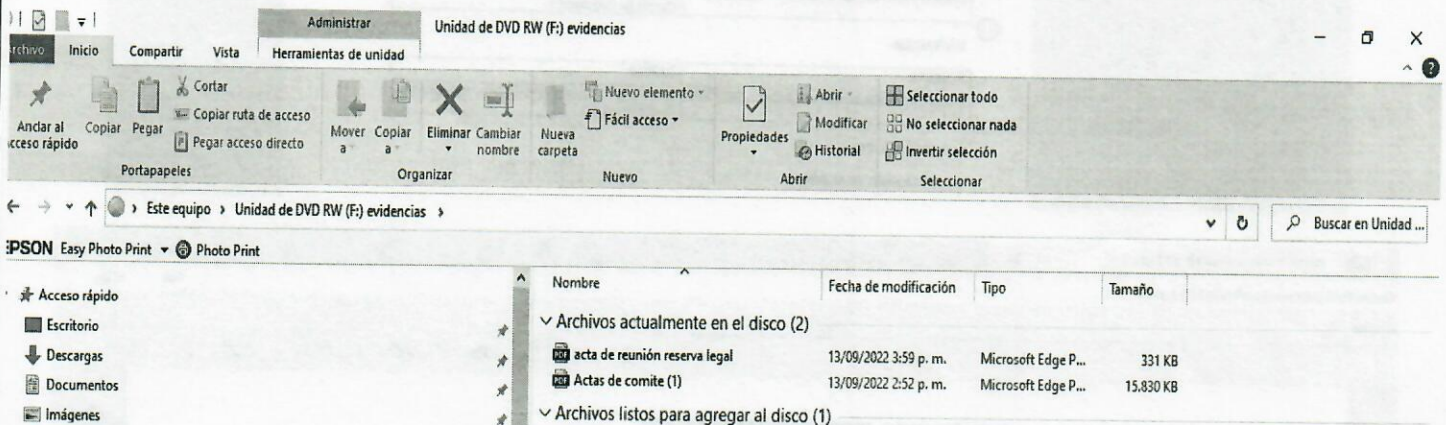 Administrar
Unidad de DVD RW (F:) evidencias
Inicio Compartir Vista Herramientas de unidad
Anclar al
acceso rápido
Copiar
Pegar
Cortar
Copiar ruta de acceso
Pegar acceso directo
Portapapeles
Mover
a
Copiar
a
Eliminar
Cambiar
nombre
Organizar
Nueva
carpeta
Nuevo elemento
Fácil acceso
Nuevo
Propiedades
Abrir
Modificar
Historial
Abrir
Seleccionar todo
No seleccionar nada
Invertir selección
Seleccionar
Este equipo > Unidad de DVD RW (F:) evidencias >
Buscar en Unidad ...
EPSON Easy Photo Print Photo Print
Acceso rápido
Escritorio
Descargas
Documentos
Imágenes
Nombre Fecha de modificación Tipo Tamaño
Archivos actualmente en el disco (2)
acta de reunión reserva legal 13/09/2022 3:59 p. m. Microsoft Edge P... 331 KB
Actas de comite (1) 13/09/2022 2:52 p. m. Microsoft Edge P... 15.830 KB
Archivos listos para agregar al disco (1)